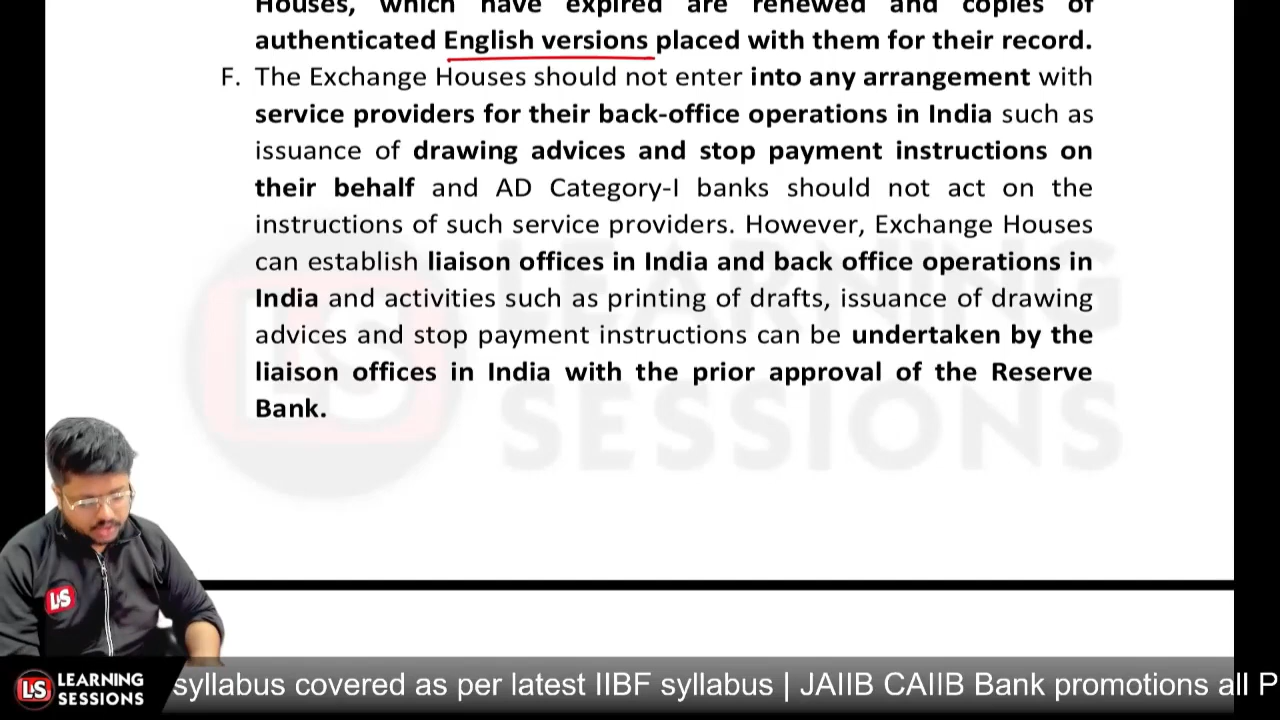 Houses, which have expired are renewed and copies of
authenticated English versions placed with them for their record.
F. The Exchange Houses should not enter into any arrangement with
service providers for their back-office operations in India such as
issuance of drawing advices and stop payment instructions on
their behalf and AD Category-I banks should not act on the
instructions of such service providers. However, Exchange Houses
can establish liaison offices in India and back office operations in
India and activities such as printing of drafts, issuance of drawing
advices and stop payment instructions can be undertaken by the
liaison offices in India with the prior approval of the Reserve
Bank.
LS
LEARNING
SESSIONS
LS
LS
LEARNING
SESSIONS
syllabus covered as per latest IIBF syllabus | JAIIB CAIIB Bank promotions all P